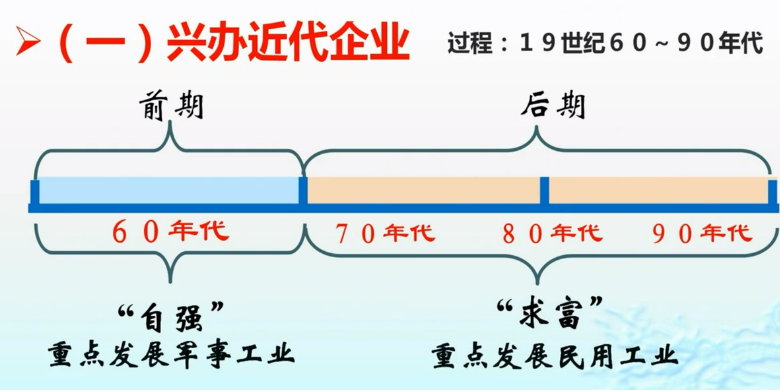 （一）兴办近代企业 过程：19世纪60～90年代
前期 后期
60年代 70年代 80年代 90年代
“自强” “求富”
重点发展军事工业 重点发展民用工业